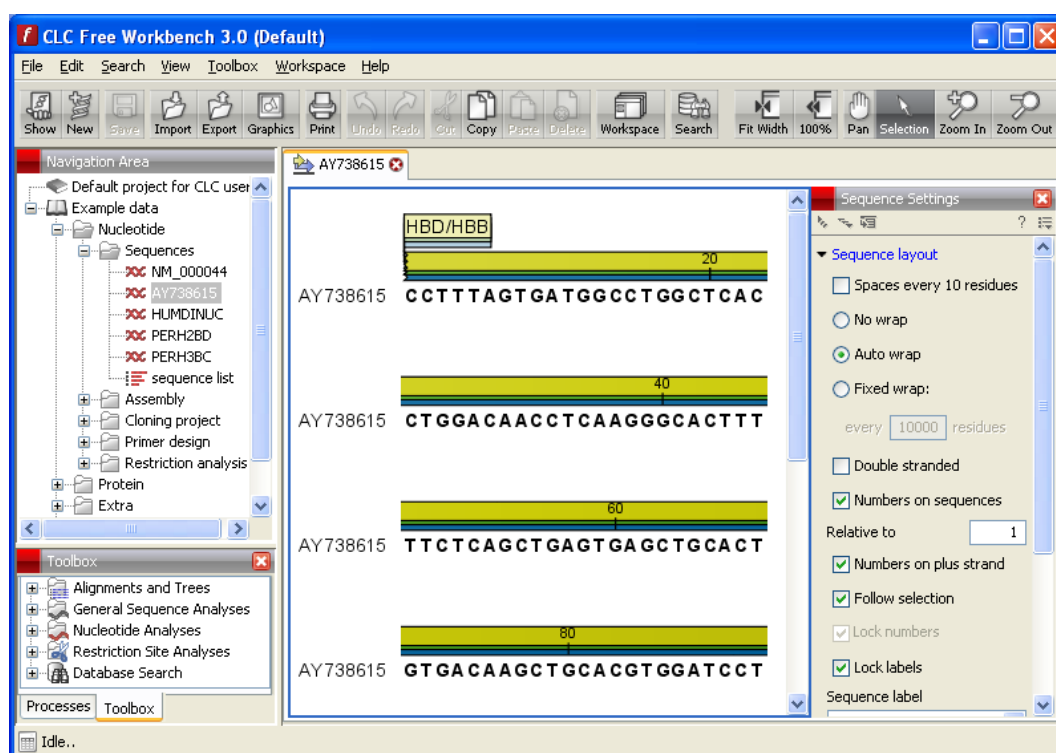 CLC Free Workbench 3.0 (Default)
File Edit Search View Toolbox Workspace Help
Show New Save Import Export Graphics Print Undo Redo Cut Copy Paste Delete Workspace Search Fit Width 100% Pan Selection Zoom In Zoom Out
Navigation Area
Default project for CLC user
Example data
Nucleotide
Sequences
NM_000044
AY738615
HUMDINUC
PERH2BD
PERH3BC
sequence list
Assembly
Cloning project
Primer design
Restriction analysis
Protein
Extra
Toolbox
Alignments and Trees
General Sequence Analyses
Nucleotide Analyses
Restriction Site Analyses
Database Search
Processes Toolbox
Idle..
AY738615
HBD/HBB
20
AY738615 CCTTTAGTGATGGCCTGGCTCAC
40
AY738615 CTGGACAACCTCAAGGGCACTTT
60
AY738615 TTCTCAGCTGAGTGAGCTGCACT
80
AY738615 GTGACAAGCTGCACGTGGATCCT
Sequence Settings
?
Sequence layout
Spaces every 10 residues
No wrap
Auto wrap
Fixed wrap:
every 10000 residues
Double stranded
Numbers on sequences
Relative to 1
Numbers on plus strand
Follow selection
Lock numbers
Lock labels
Sequence label